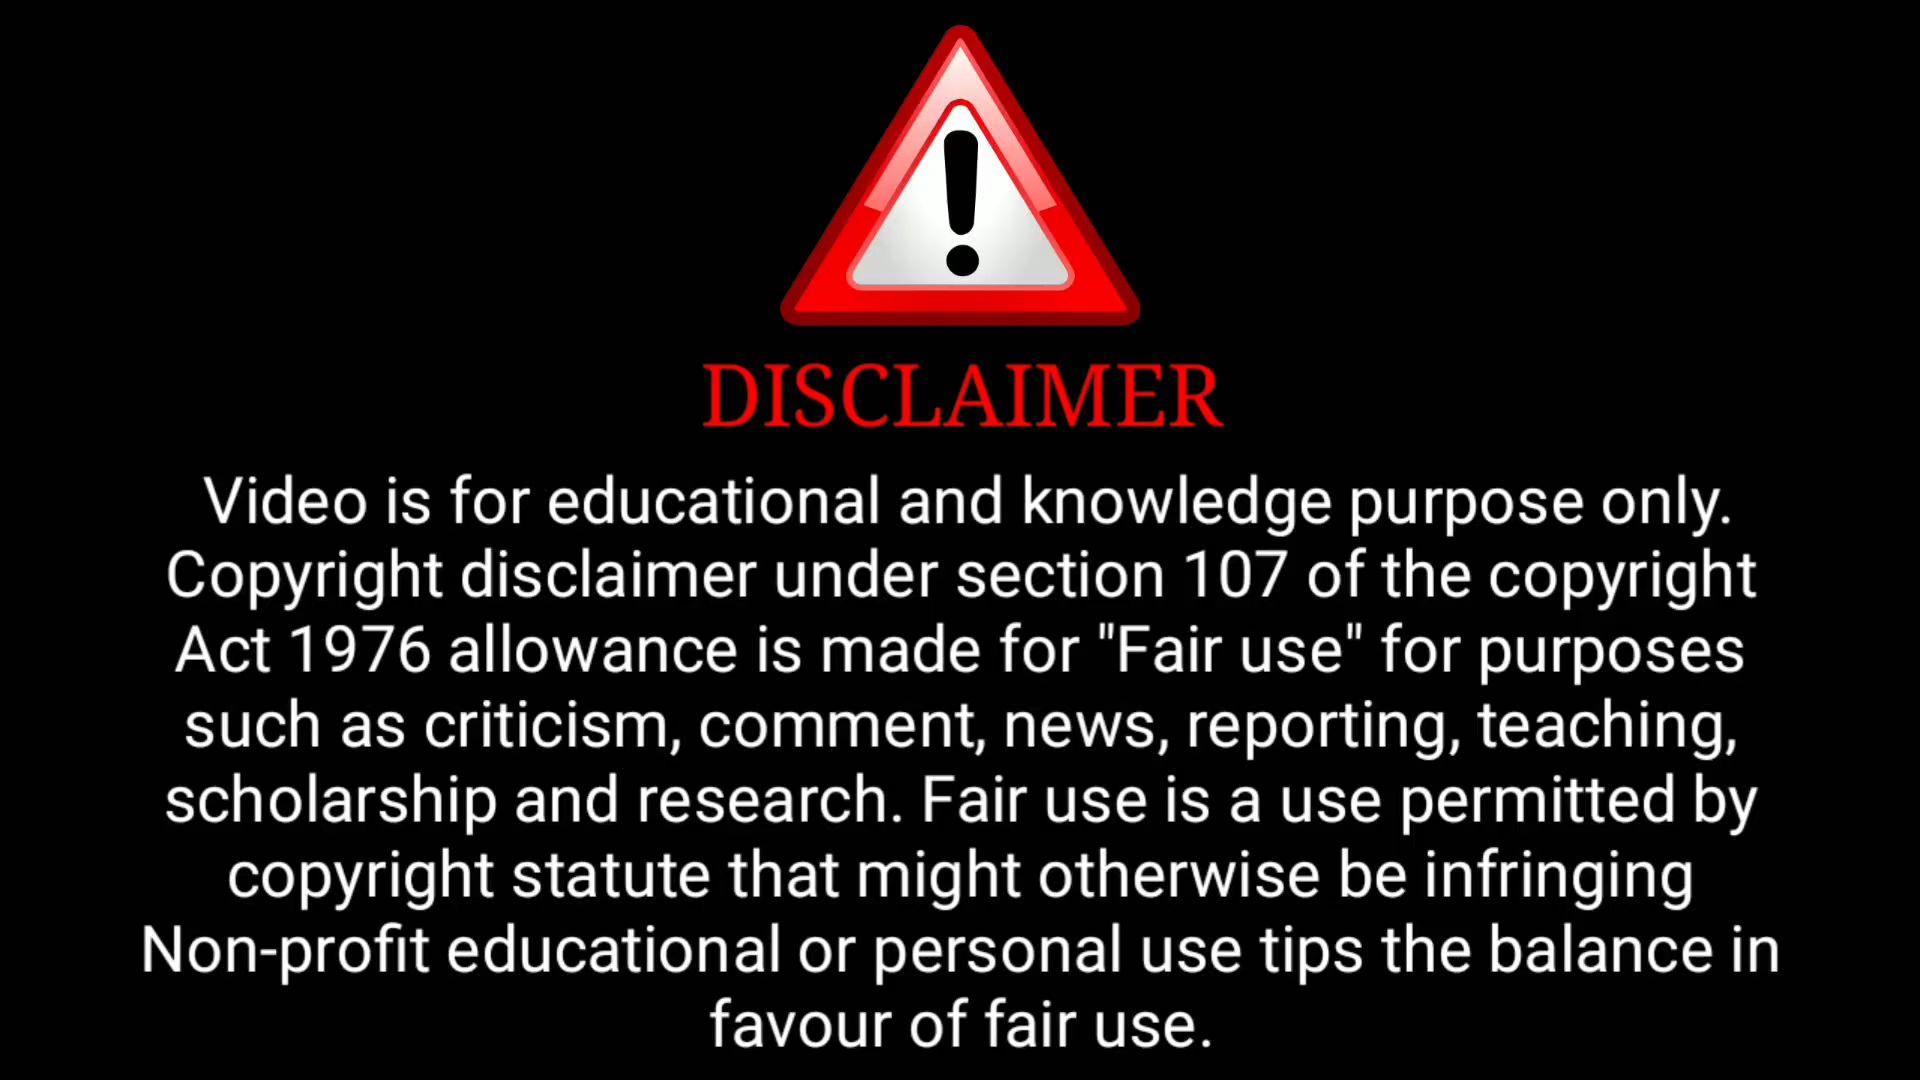 DISCLAIMER
Video is for educational and knowledge purpose only.
Copyright disclaimer under section 107 of the copyright
Act 1976 allowance is made for "Fair use" for purposes
such as criticism, comment, news, reporting, teaching,
scholarship and research. Fair use is a use permitted by
copyright statute that might otherwise be infringing
Non-profit educational or personal use tips the balance in
favour of fair use.